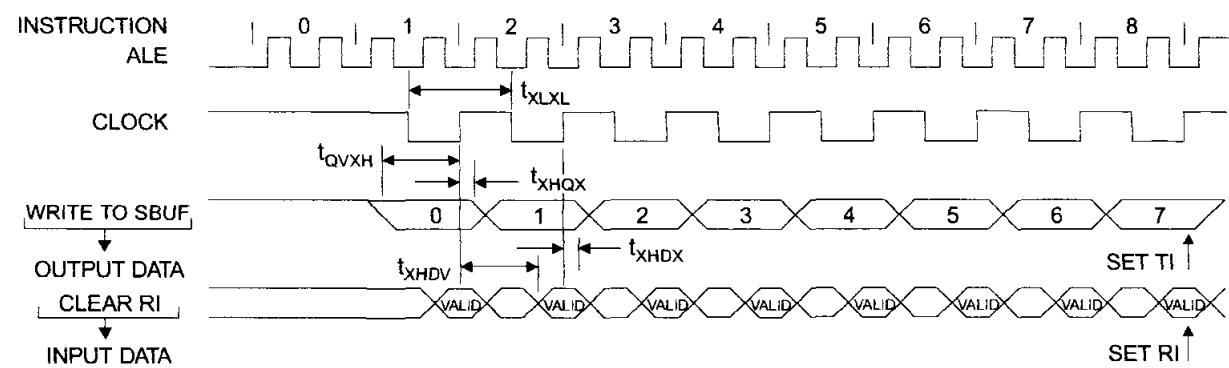 INSTRUCTION 0 1 2 3 4 5 6 7 8
ALE
tXLXL
CLOCK
tQVXH
tXHQX
WRITE TO SBUF 0 1 2 3 4 5 6 7
tXHDX
SET TI
OUTPUT DATA
tXHDV
CLEAR RI VALID VALID VALID VALID VALID VALID VALID VALID
INPUT DATA
SET RI